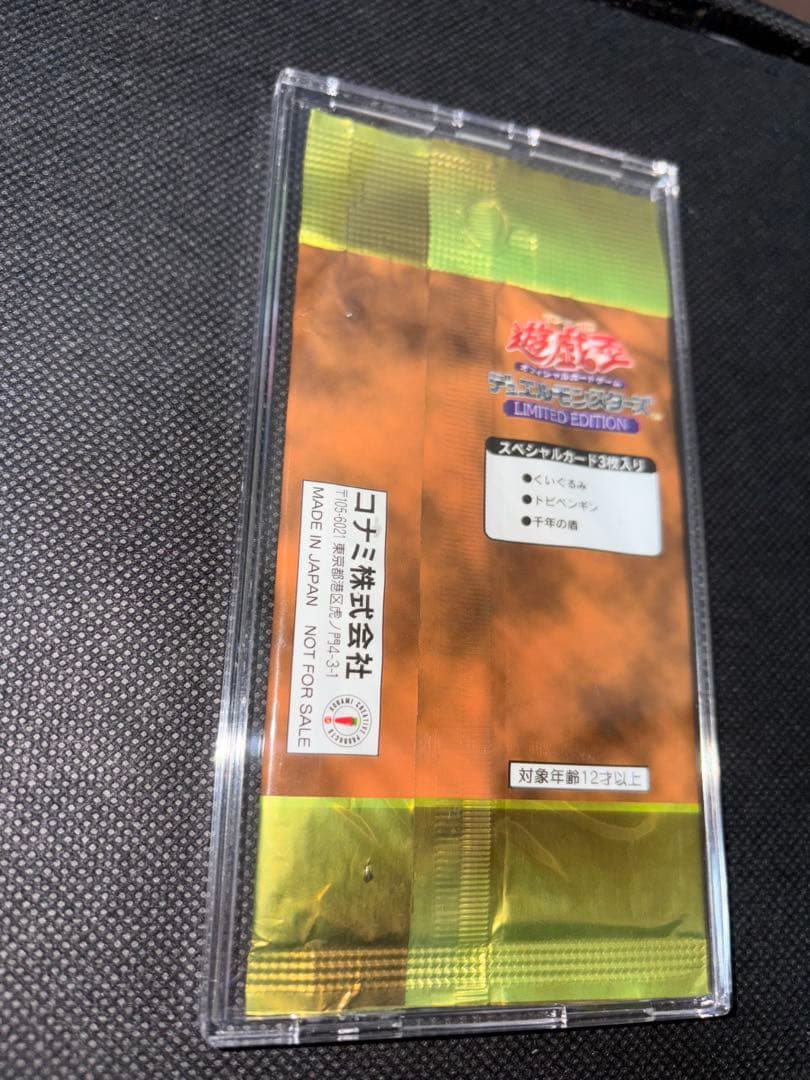 遊戯王
オフィシャルカードゲーム
デュエルモンスターズ
LIMITED EDITION
スペシャルカード3枚入り
●くいぐるみ
●トビペンギン
●千年の盾
コナミ株式会社
〒105-6021 東京都港区虎ノ門4-3-1
MADE IN JAPAN NOT FOR SALE
KONAMI CREATIVE PRODUCTS
対象年齢12才以上